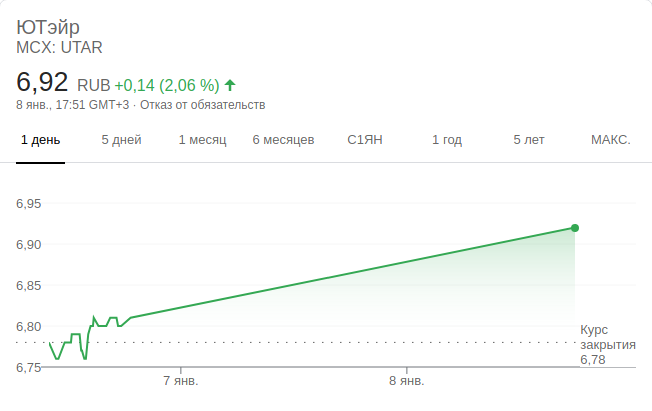 ЮТэйр
MCX: UTAR
6,92 RUB +0,14 (2,06 %)
8 янв., 17:51 GMT+3 · Отказ от обязательств
1 день 5 дней 1 месяц 6 месяцев С1ЯН 1 год 5 лет МАКС.
6,95
6,90
6,85
6,80
6,75
Курс
закрытия
6,78
7 янв. 8 янв.